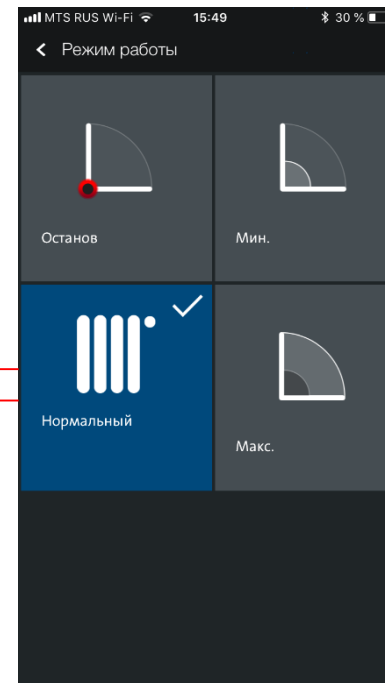 MTS RUS Wi-Fi 15:49 30 %
Режим работы
Останов Мин.
Нормальный
Макс.